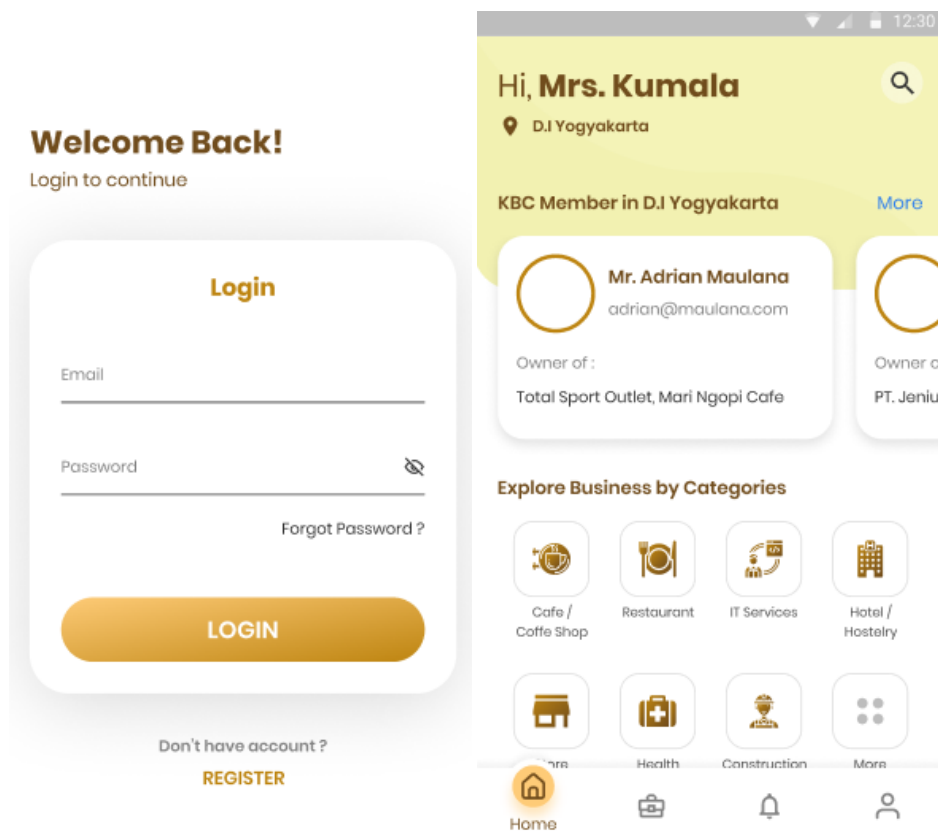 Welcome Back!
Login to continue
Login
Email
Password
Forgot Password ?
LOGIN
Don't have account ?
REGISTER
12:30
Hi, Mrs. Kumala
D.I Yogyakarta
KBC Member in D.I Yogyakarta
More
Mr. Adrian Maulana
adrian@maulana.com
Owner of :
Total Sport Outlet, Mari Ngopi Cafe
Owner
PT. Jeniu
Explore Business by Categories
Cafe /
Coffe Shop
Restaurant
IT Services
Hotel /
Hostelry
Health
Construction
More
Home